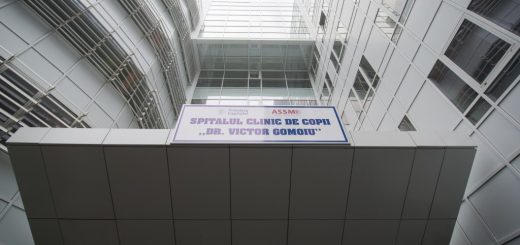 ASSMB
SPITALUL CLINIC DE COPII
„DR. VICTOR GOMOIU”